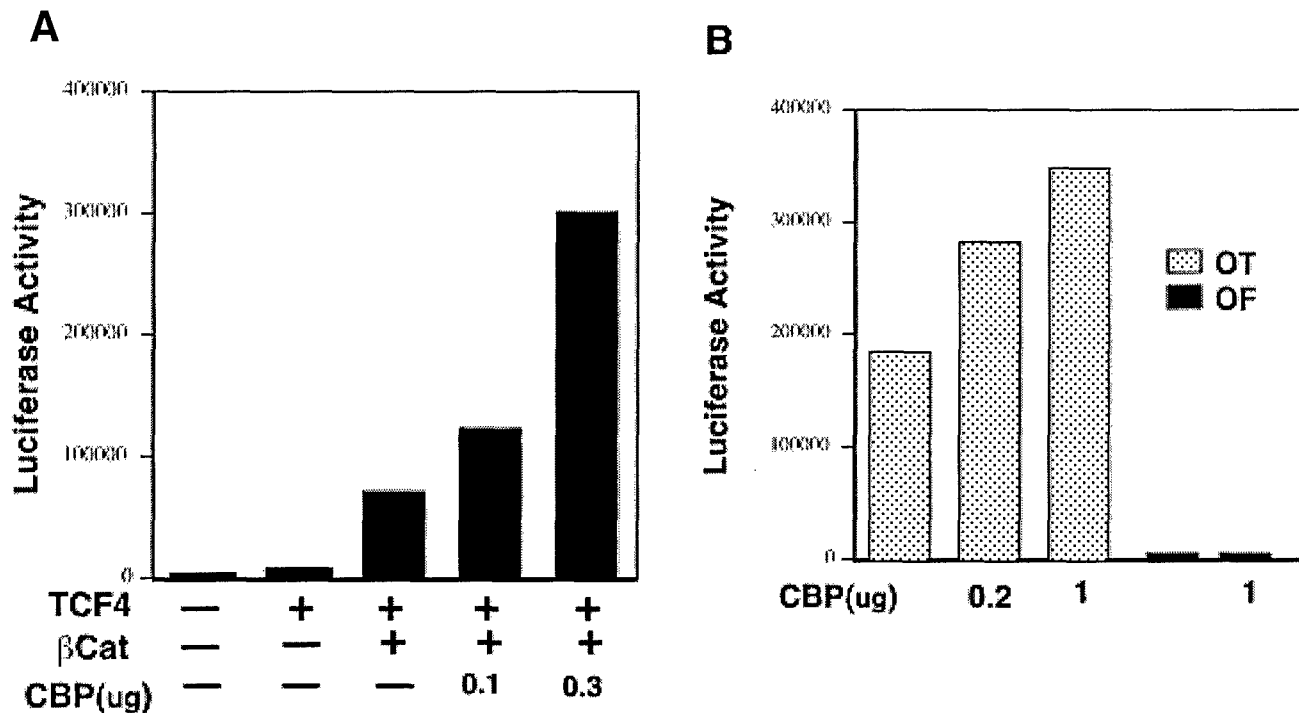 A
Luciferase Activity
400000
300000
200000
100000
0
TCF4 — + + + +
βCat — — + + +
CBP(ug) — — — 0.1 0.3
B
Luciferase Activity
400000
300000
200000
100000
0
OT
OF
CBP(ug) 0.2 1 1